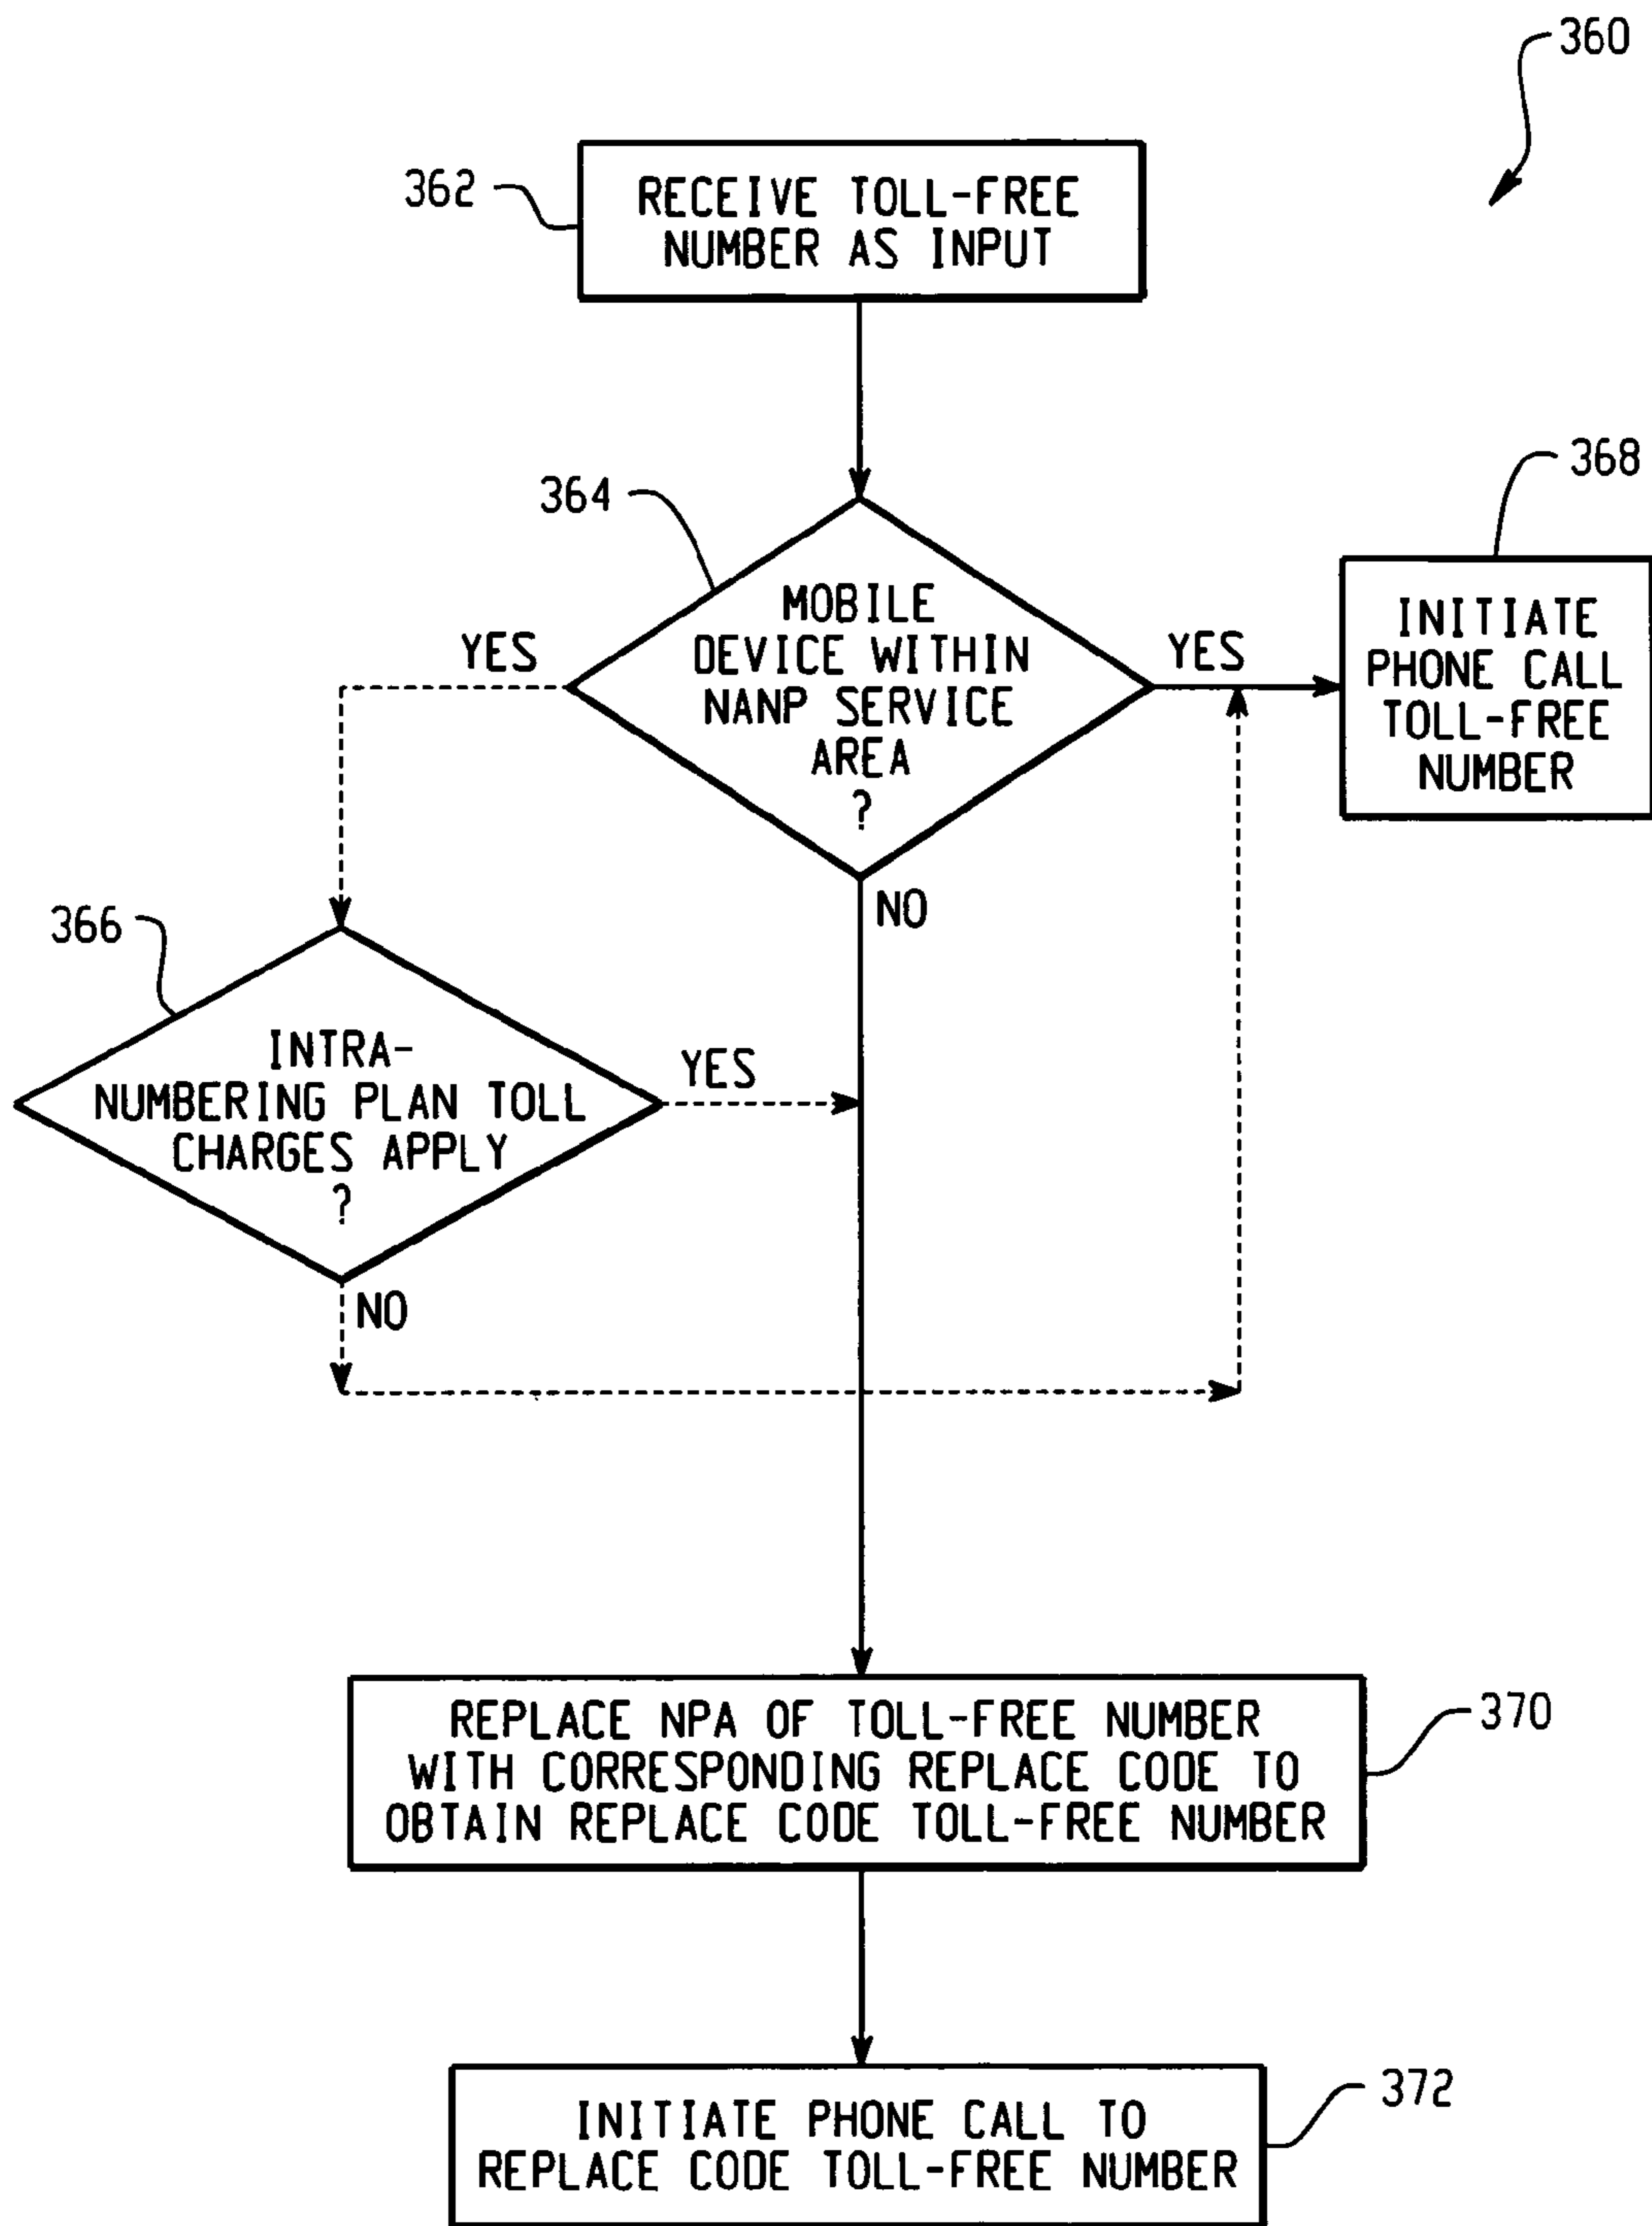 360
362
RECEIVE TOLL-FREE
NUMBER AS INPUT
364
MOBILE
DEVICE WITHIN
NANP SERVICE
AREA
?
YES
YES
NO
368
INITIATE
PHONE CALL
TOLL-FREE
NUMBER
366
INTRA-
NUMBERING PLAN TOLL
CHARGES APPLY
?
YES
NO
REPLACE NPA OF TOLL-FREE NUMBER
WITH CORRESPONDING REPLACE CODE TO
OBTAIN REPLACE CODE TOLL-FREE NUMBER
370
INITIATE PHONE CALL TO
REPLACE CODE TOLL-FREE NUMBER
372